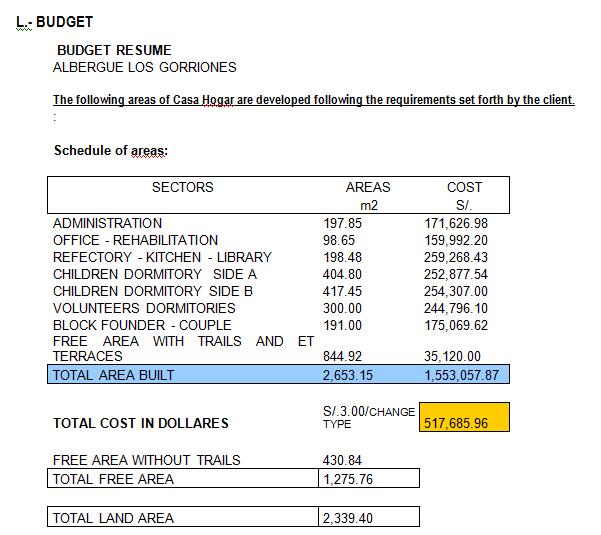 L.- BUDGET
BUDGET RESUME
ALBERGUE LOS GORRIONES
The following areas of Casa Hogar are developed following the requirements set forth by the client.
:
Schedule of areas:
SECTORS AREAS COST
m2 S/.
ADMINISTRATION 197.85 171,626.98
OFFICE - REHABILITATION 98.65 159,992.20
REFECTORY - KITCHEN - LIBRARY 198.48 259,268.43
CHILDREN DORMITORY SIDE A 404.80 252,877.54
CHILDREN DORMITORY SIDE B 417.45 254,307.00
VOLUNTEERS DORMITORIES 300.00 244,796.10
BLOCK FOUNDER - COUPLE 191.00 175,069.62
FREE AREA WITH TRAILS AND ET
TERRACES 844.92 35,120.00
TOTAL AREA BUILT 2,653.15 1,553,057.87
S/.3.00/CHANGE
TOTAL COST IN DOLLARES TYPE 517,685.96
FREE AREA WITHOUT TRAILS 430.84
TOTAL FREE AREA 1,275.76
TOTAL LAND AREA 2,339.40